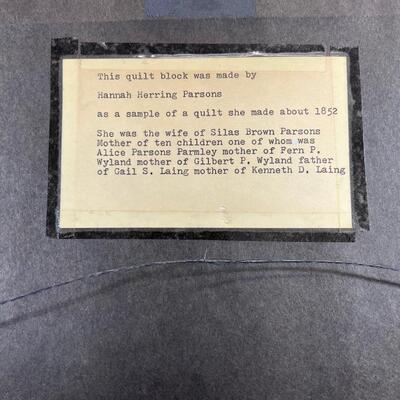 This quilt block was made by
Hannah Herring Parsons
as a sample of a quilt she made about 1852
She was the wife of Silas Brown Parsons
Mother of ten children one of whom was
Alice Parsons Parmley mother of Fern P.
Wyland mother of Gilbert P. Wyland father
of Gail S. Laing mother of Kenneth D. Laing